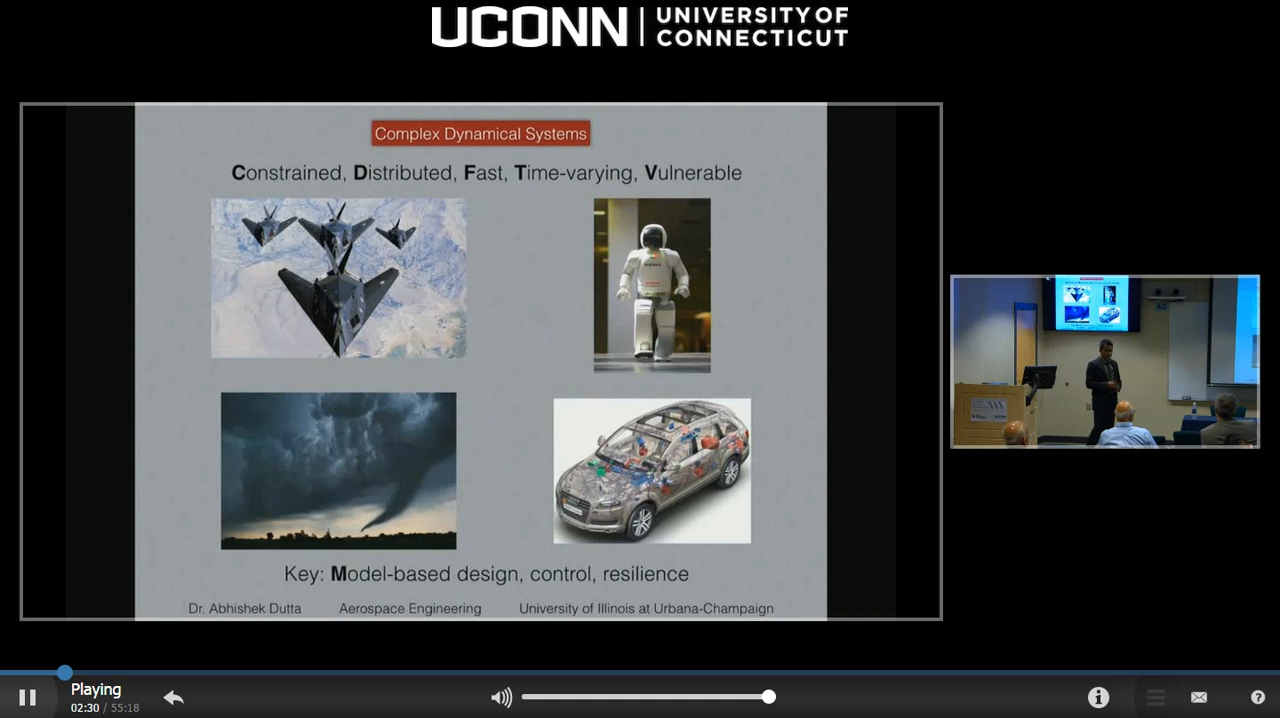 UCONN
UNIVERSITY OF
CONNECTICUT
Complex Dynamical Systems
Constrained, Distributed, Fast, Time-varying, Vulnerable
Key: Model-based design, control, resilience
Dr. Abhishek Dutta Aerospace Engineering University of Illinois at Urbana-Champaign
Playing
02:30 / 55:18